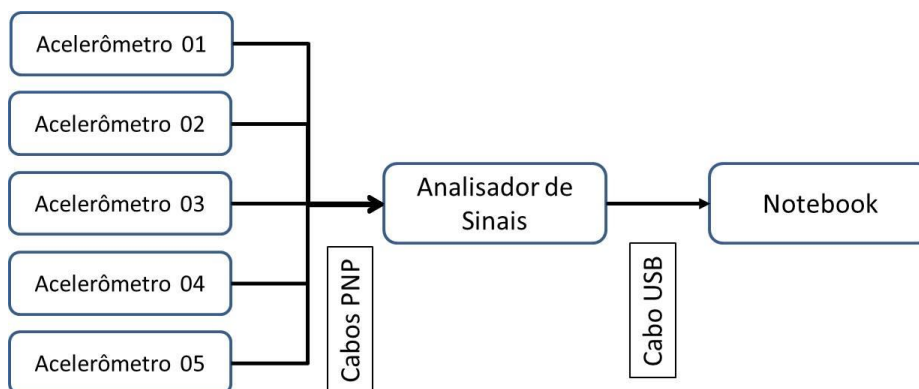 Acelerômetro 01
Acelerômetro 02
Acelerômetro 03
Acelerômetro 04
Acelerômetro 05
Cabos PNP
Analisador de
Sinais
Cabo USB
Notebook